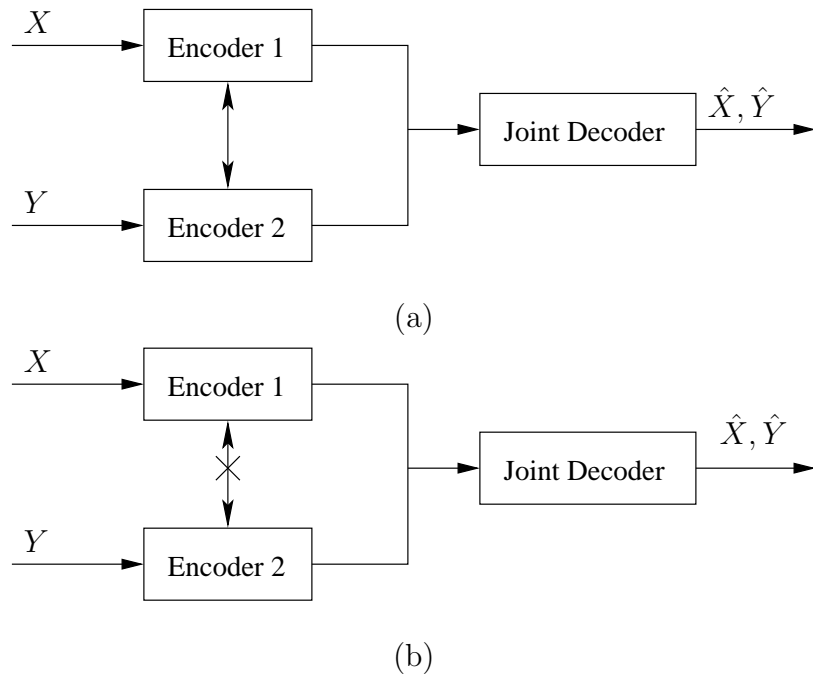 X
Encoder 1
Joint Decoder
X̂, Ŷ
Y
Encoder 2
(a)
X
Encoder 1
Joint Decoder
X̂, Ŷ
Y
Encoder 2
(b)